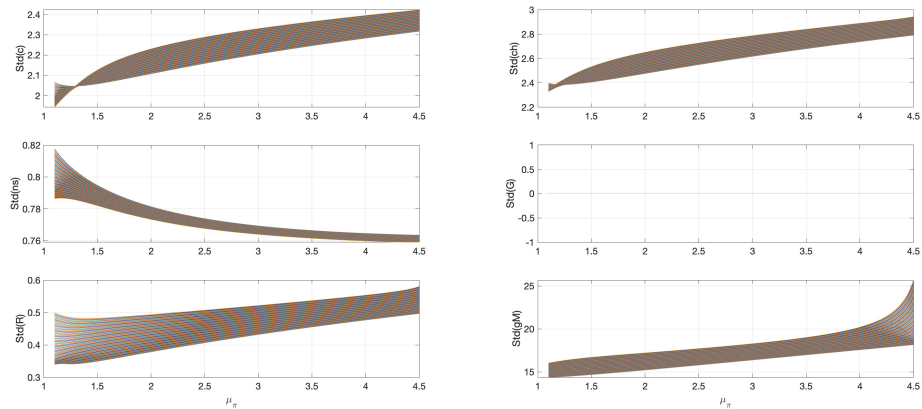 Std(c)
2.4
2.3
2.2
2.1
2
1 1.5 2 2.5 3 3.5 4 4.5
Std(ch)
3
2.8
2.6
2.4
2.2
1 1.5 2 2.5 3 3.5 4 4.5
Std(ns)
0.82
0.8
0.78
0.76
1 1.5 2 2.5 3 3.5 4 4.5
Std(G)
1
0.5
0
-0.5
-1
1 1.5 2 2.5 3 3.5 4 4.5
Std(R)
0.6
0.5
0.4
0.3
1 1.5 2 2.5 3 3.5 4 4.5
μπ
Std(gM)
25
20
15
1 1.5 2 2.5 3 3.5 4 4.5
μπ